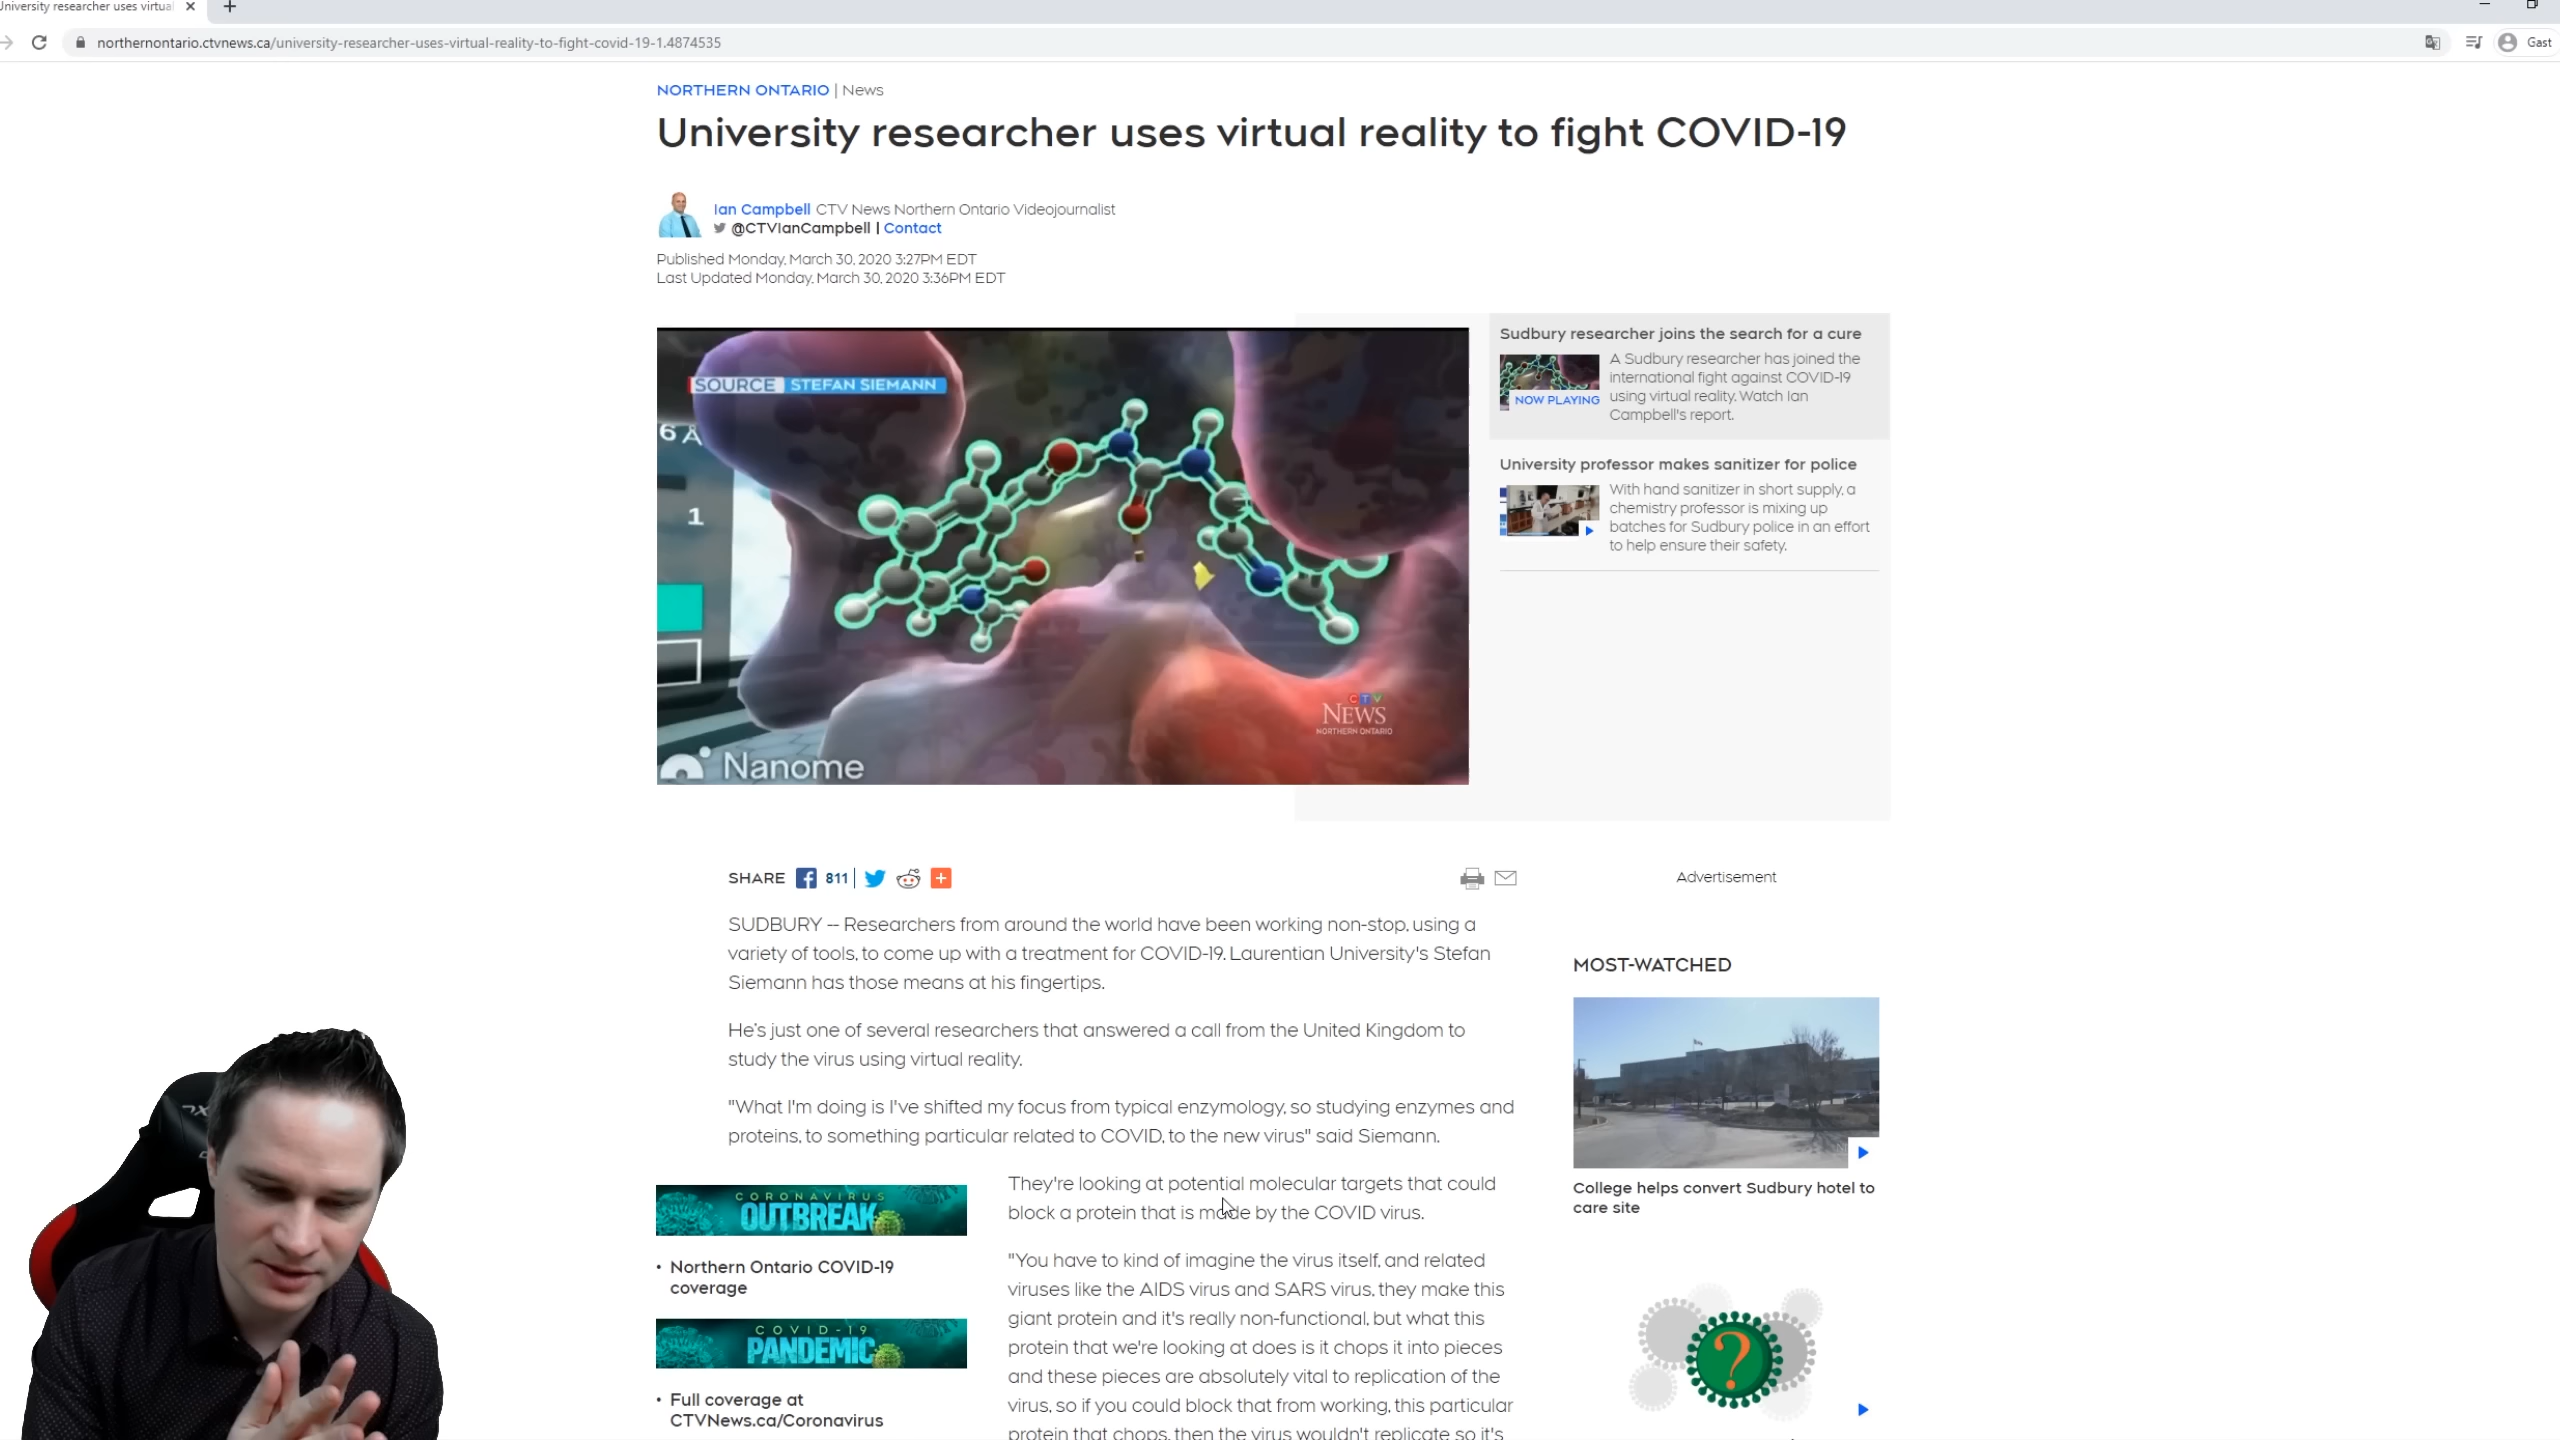 University researcher uses virtual
northernontario.ctvnews.ca/university-researcher-uses-virtual-reality-to-fight-covid-19-1.4874535
Gast
NORTHERN ONTARIO | News
University researcher uses virtual reality to fight COVID-19
Ian Campbell CTV News Northern Ontario Videojournalist
@CTVIanCampbell | Contact
Published Monday, March 30, 2020 3:27PM EDT
Last Updated Monday, March 30, 2020 3:36PM EDT
SOURCE STEFAN SIEMANN
6 Å
1
CTV
NEWS
NORTHERN ONTARIO
Nanome
Sudbury researcher joins the search for a cure
NOW PLAYING
A Sudbury researcher has joined the
international fight against COVID-19
using virtual reality. Watch Ian
Campbell's report.
University professor makes sanitizer for police
With hand sanitizer in short supply, a
chemistry professor is mixing up
batches for Sudbury police in an effort
to help ensure their safety.
SHARE 811
Advertisement
SUDBURY -- Researchers from around the world have been working non-stop, using a
variety of tools, to come up with a treatment for COVID-19. Laurentian University's Stefan
Siemann has those means at his fingertips.
He's just one of several researchers that answered a call from the United Kingdom to
study the virus using virtual reality.
"What I'm doing is I've shifted my focus from typical enzymology, so studying enzymes and
proteins, to something particular related to COVID, to the new virus" said Siemann.
CORONAVIRUS
OUTBREAK
Northern Ontario COVID-19
coverage
COVID-19
PANDEMIC
Full coverage at
CTVNews.ca/Coronavirus
They're looking at potential molecular targets that could
block a protein that is made by the COVID virus.
"You have to kind of imagine the virus itself, and related
viruses like the AIDS virus and SARS virus, they make this
giant protein and it's really non-functional, but what this
protein that we're looking at does is it chops it into pieces
and these pieces are absolutely vital to replication of the
virus, so if you could block that from working, this particular
protein that chops, then the virus wouldn't replicate so it's
MOST-WATCHED
College helps convert Sudbury hotel to
care site
?